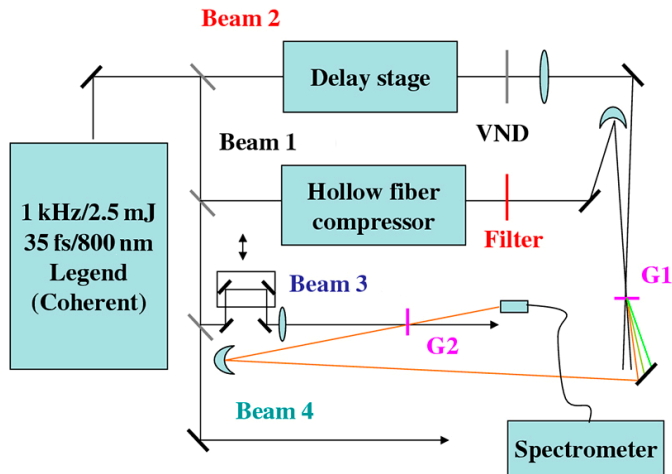 Beam 2
Delay stage
VND
Beam 1
1 kHz/2.5 mJ
35 fs/800 nm
Legend
(Coherent)
Hollow fiber
compressor
Filter
Beam 3
G1
G2
Beam 4
Spectrometer